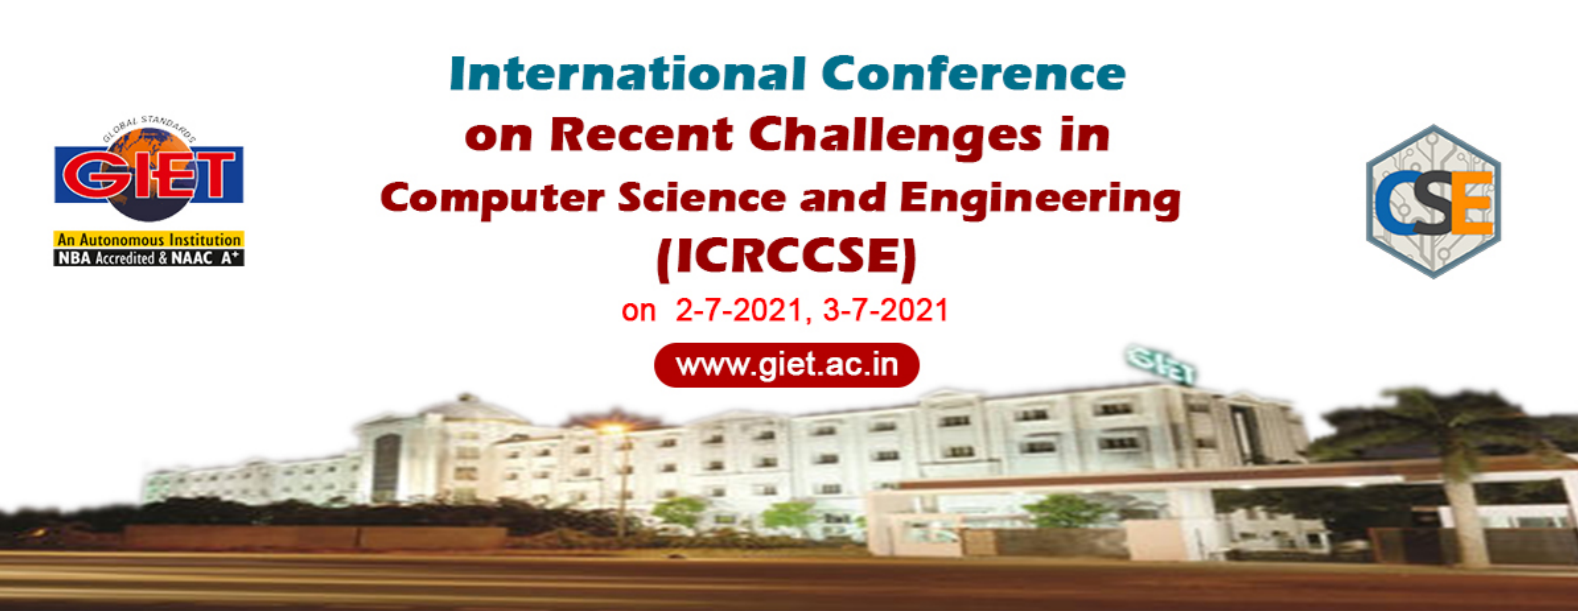 International Conference
on Recent Challenges in
Computer Science and Engineering
(ICRCCSE)
on 2-7-2021, 3-7-2021
www.giet.ac.in
GLOBAL STANDARDS
GIET
An Autonomous Institution
NBA Accredited & NAAC A+
CSE
GIET